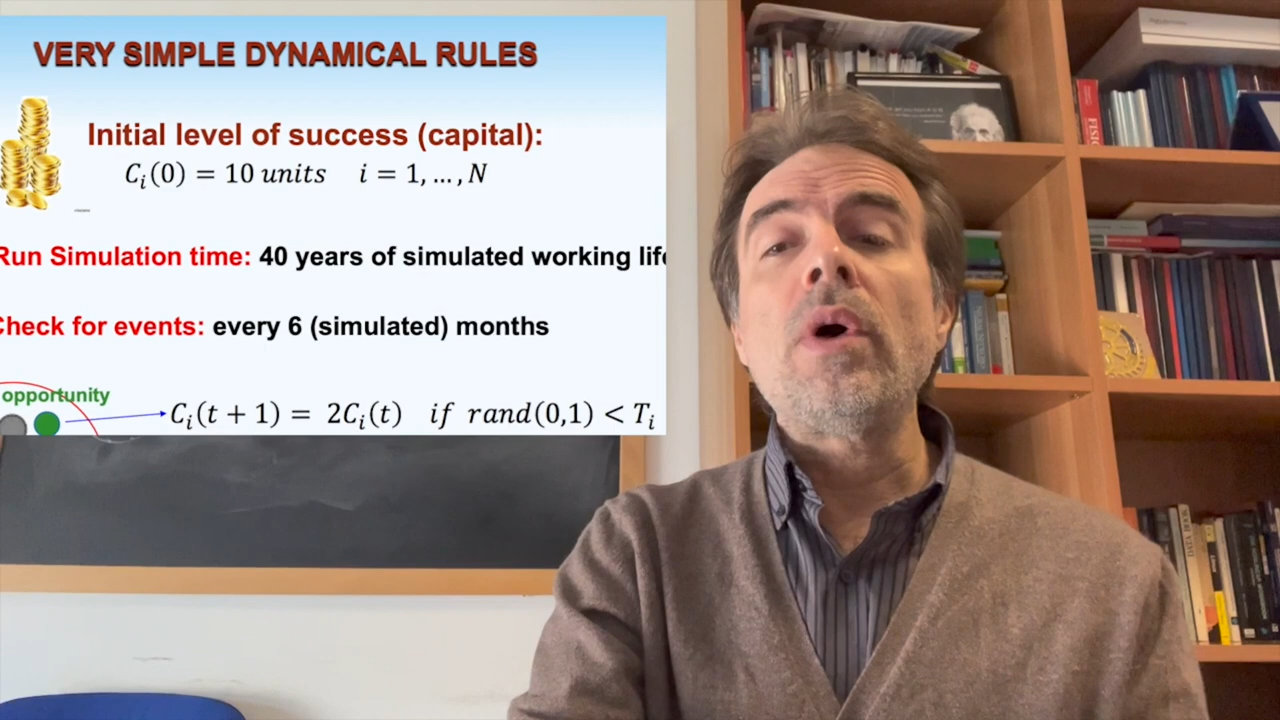 VERY SIMPLE DYNAMICAL RULES
Initial level of success (capital):
C_i(0) = 10 units i = 1, ... , N
Run Simulation time: 40 years of simulated working life
Check for events: every 6 (simulated) months
opportunity
C_i(t + 1) = 2C_i(t) if rand(0,1) < T_i